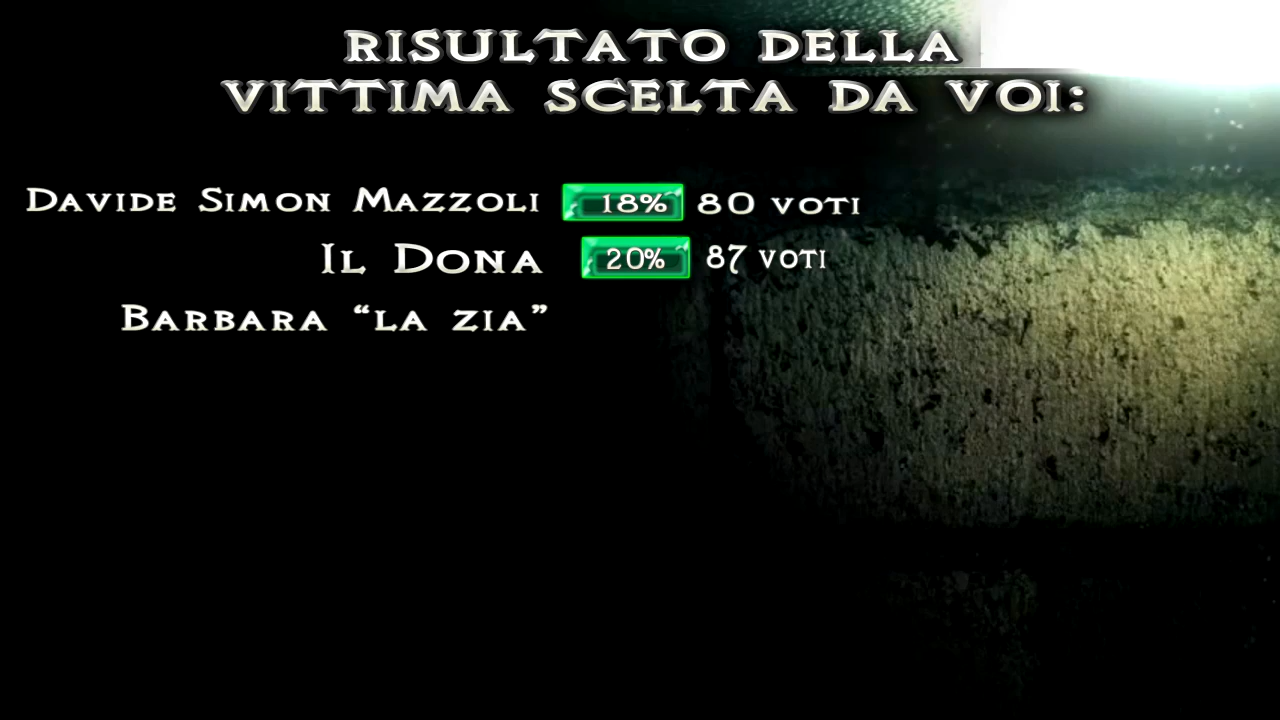 RISULTATO DELLA
VITTIMA SCELTA DA VOI:
DAVIDE SIMON MAZZOLI 18% 80 VOTI
IL DONA 20% 87 VOTI
BARBARA “LA ZIA”